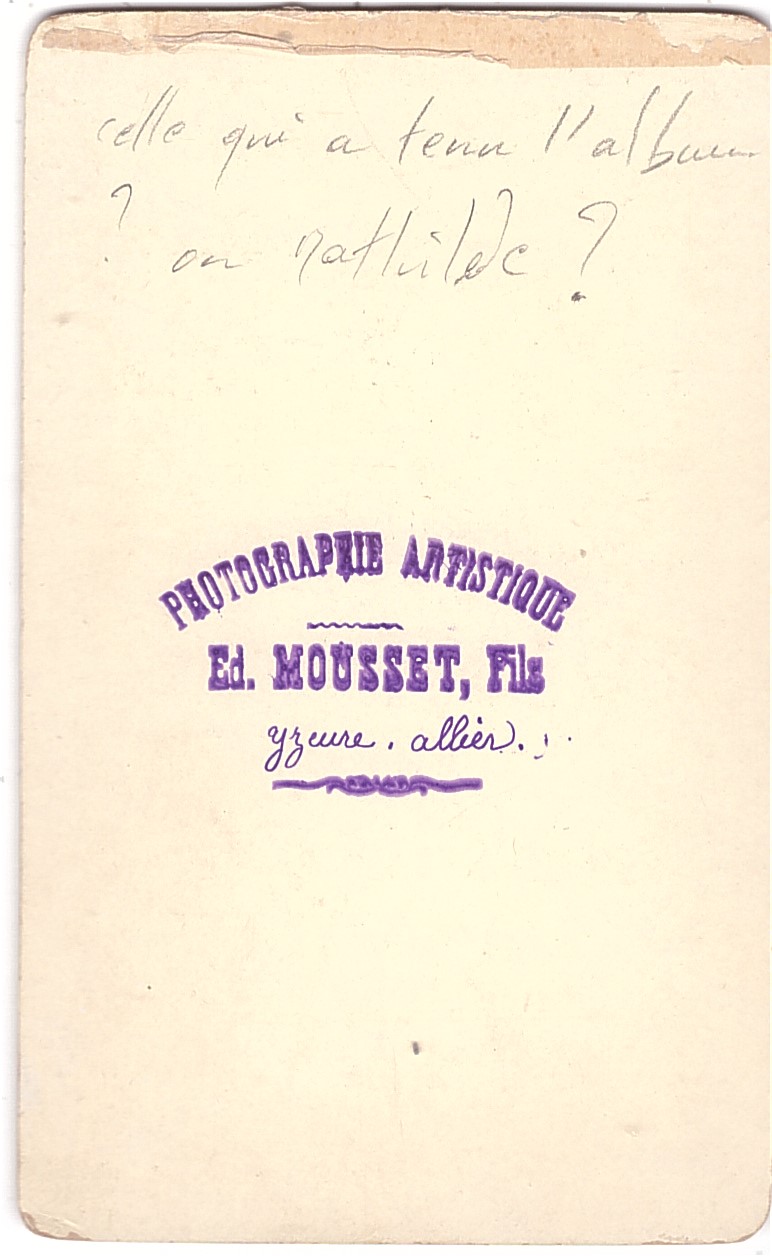 celle qui a tenu l'album
? ou Mathilde ?
PHOTOGRAPHIE ARTISTIQUE
Ed. MOUSSET, Fils
yzeure. allier.